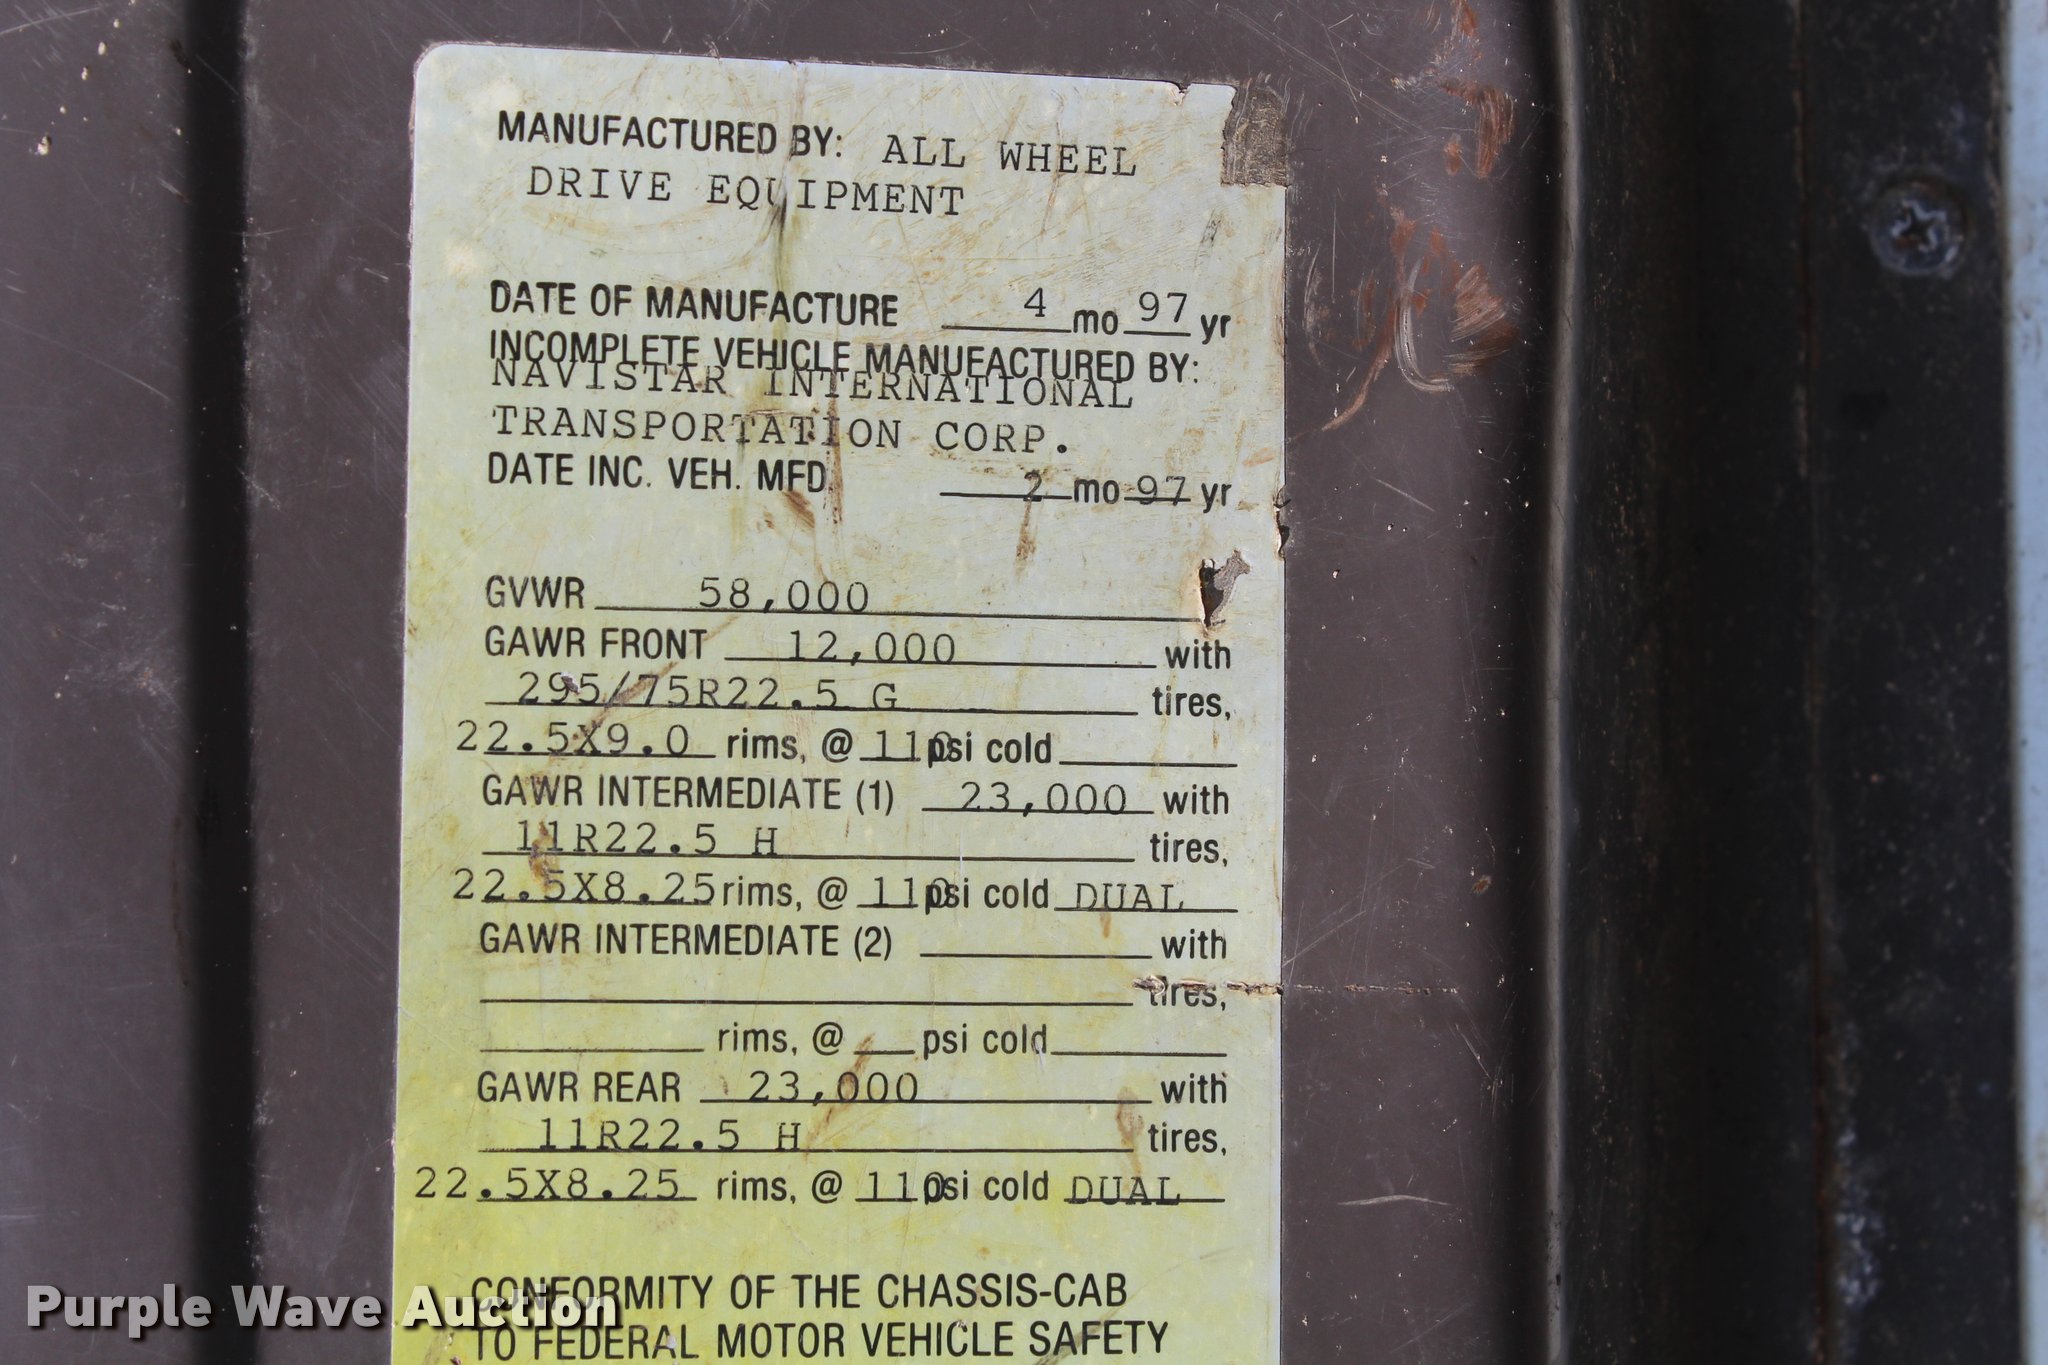 MANUFACTURED BY: ALL WHEEL
DRIVE EQUIPMENT
DATE OF MANUFACTURE 4 mo 97 yr
INCOMPLETE VEHICLE MANUFACTURED BY:
NAVISTAR INTERNATIONAL
TRANSPORTATION CORP.
DATE INC. VEH. MFD. 2 mo 97 yr
GVWR 58,000
GAWR FRONT 12,000 with
295/75R22.5 G tires,
22.5X9.0 rims, @ 110 psi cold
GAWR INTERMEDIATE (1) 23,000 with
11R22.5 H tires,
22.5X8.25 rims, @ 110 psi cold DUAL
GAWR INTERMEDIATE (2) with
tires,
rims, @ psi cold
GAWR REAR 23,000 with
11R22.5 H tires,
22.5X8.25 rims, @ 110 psi cold DUAL
CONFORMITY OF THE CHASSIS-CAB
TO FEDERAL MOTOR VEHICLE SAFETY
Purple Wave Auction